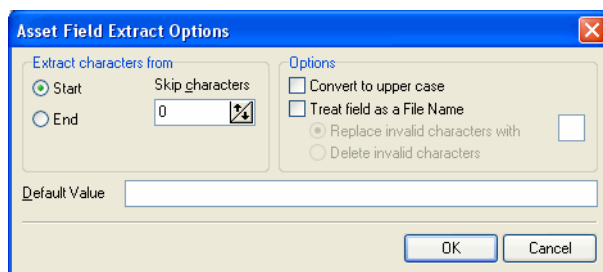 Asset Field Extract Options
Extract characters from
Start
Skip characters
0
End
Options
Convert to upper case
Treat field as a File Name
Replace invalid characters with
Delete invalid characters
Default Value
OK
Cancel